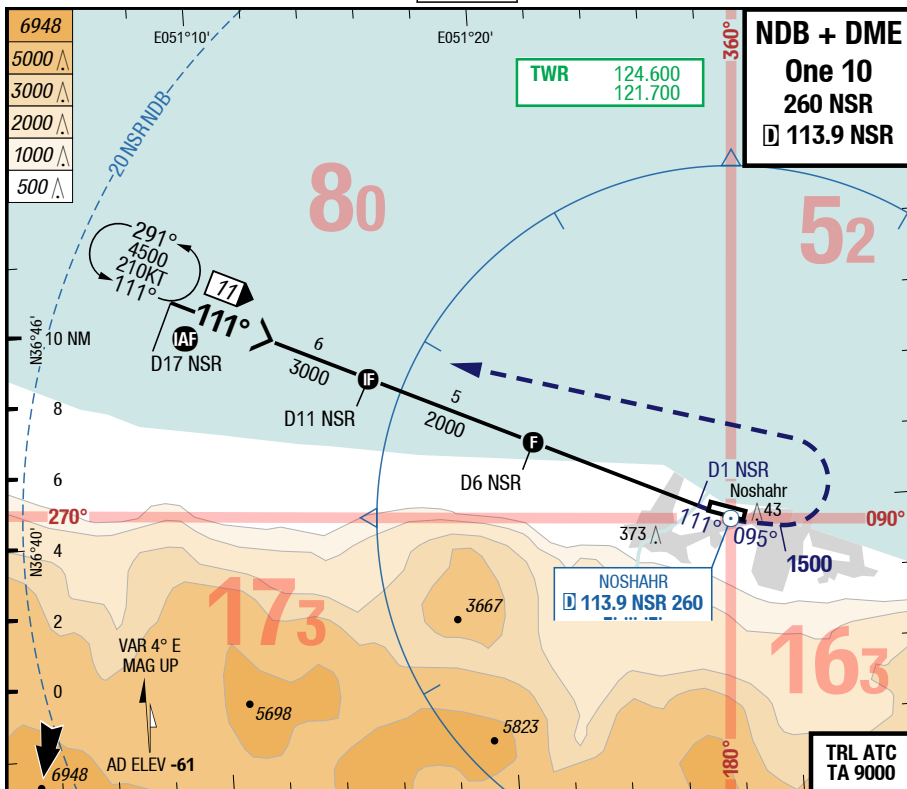 6948
5000
3000
2000
1000
500
E051°10'
E051°20'
360°
NDB + DME
One 10
260 NSR
D 113.9 NSR
TWR 124.600
121.700
20 NSR NDB
80
52
291°
4500
210KT
111°
11
111°
IAF
D17 NSR
N36°46'
10 NM
6
3000
IF
D11 NSR
5
2000
F
D6 NSR
8
6
D1 NSR
Noshahr
43
270°
090°
373
111°
095°
1500
N36°40'
4
NOSHAHR
D 113.9 NSR 260
2
173
3667
163
VAR 4° E
MAG UP
0
5698
5823
180°
AD ELEV -61
6948
TRL ATC
TA 9000